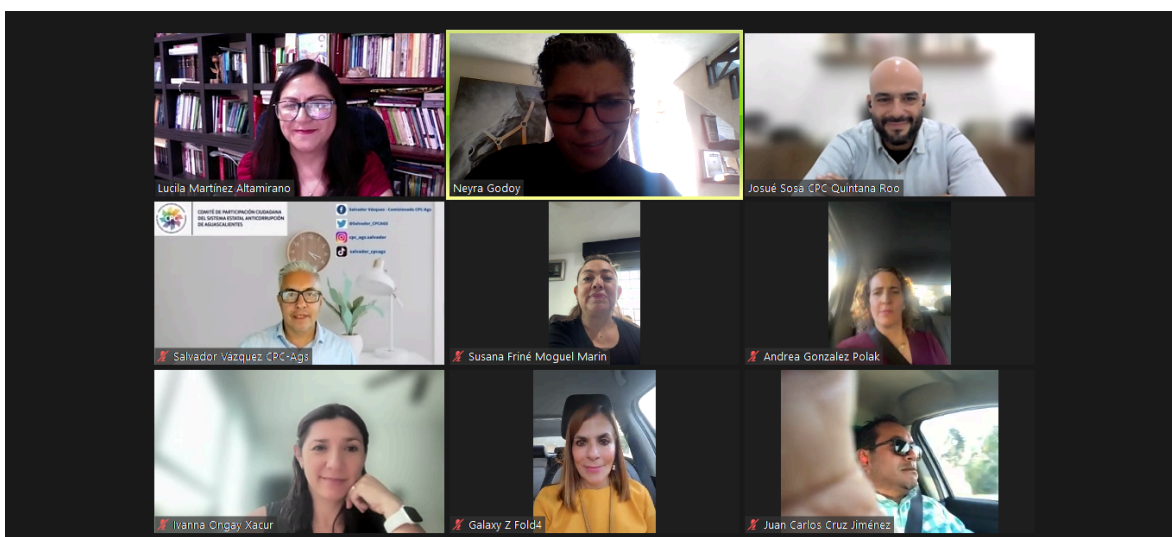 Lucila Martínez Altamirano
Neyra Godoy
Josué Sosa CPC Quintana Roo
CPC
COMITÉ DE PARTICIPACIÓN CIUDADANA
DEL SISTEMA ESTATAL ANTICORRUPCIÓN
DE AGUASCALIENTES
Salvador Vázquez - Comisionado CPC-Ags
@Salvador_CPCAGS
cpc_ags.salvador
salvador_cpcags
Salvador Vázquez CPC-Ags
Susana Friné Moguel Marin
Andrea Gonzalez Polak
Ivanna Ongay Xacur
Galaxy Z Fold4
Juan Carlos Cruz Jiménez